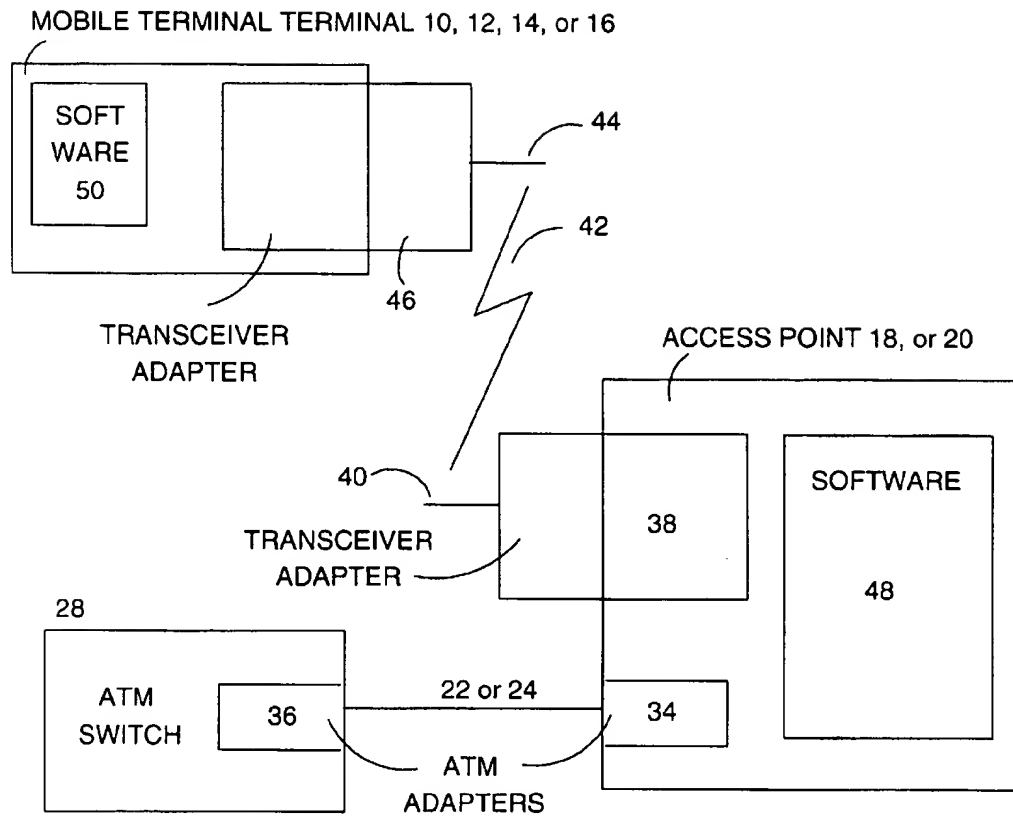 MOBILE TERMINAL TERMINAL 10, 12, 14, or 16
SOFT
WARE
50
44
42
46
TRANSCEIVER
ADAPTER
ACCESS POINT 18, or 20
40
38
SOFTWARE
48
TRANSCEIVER
ADAPTER
28
ATM
SWITCH
36
22 or 24
34
ATM
ADAPTERS